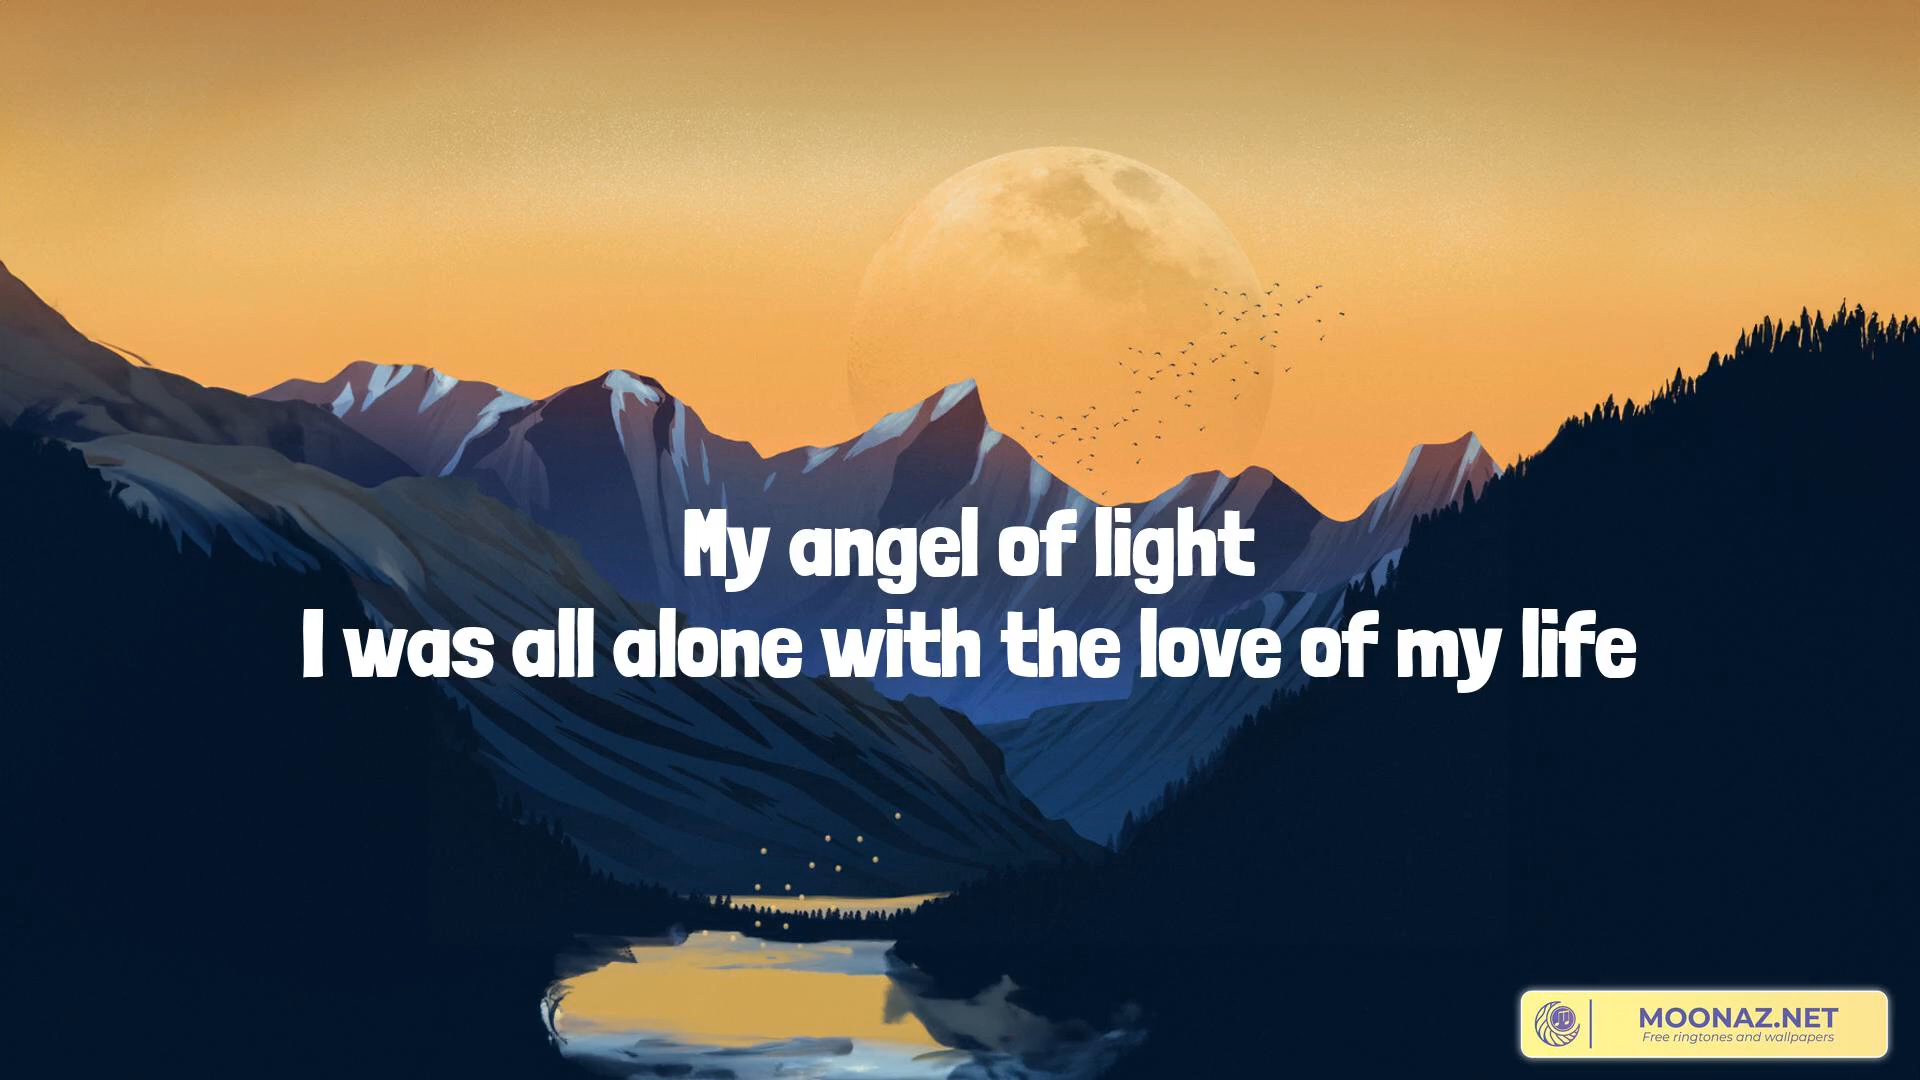 My angel of light
I was all alone with the love of my life
MOONAZ.NET
Free ringtones and wallpapers